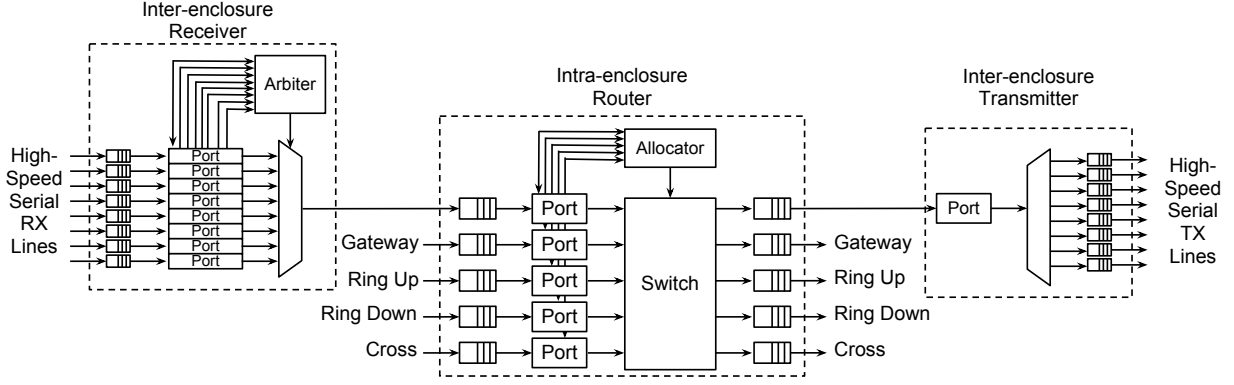 Inter-enclosure
Receiver
Arbiter
High-
Speed
Serial
RX
Lines
Port
Port
Port
Port
Port
Port
Port
Port
Intra-enclosure
Router
Allocator
Gateway
Ring Up
Ring Down
Cross
Port
Port
Port
Port
Port
Switch
Gateway
Ring Up
Ring Down
Cross
Inter-enclosure
Transmitter
Port
High-
Speed
Serial
TX
Lines